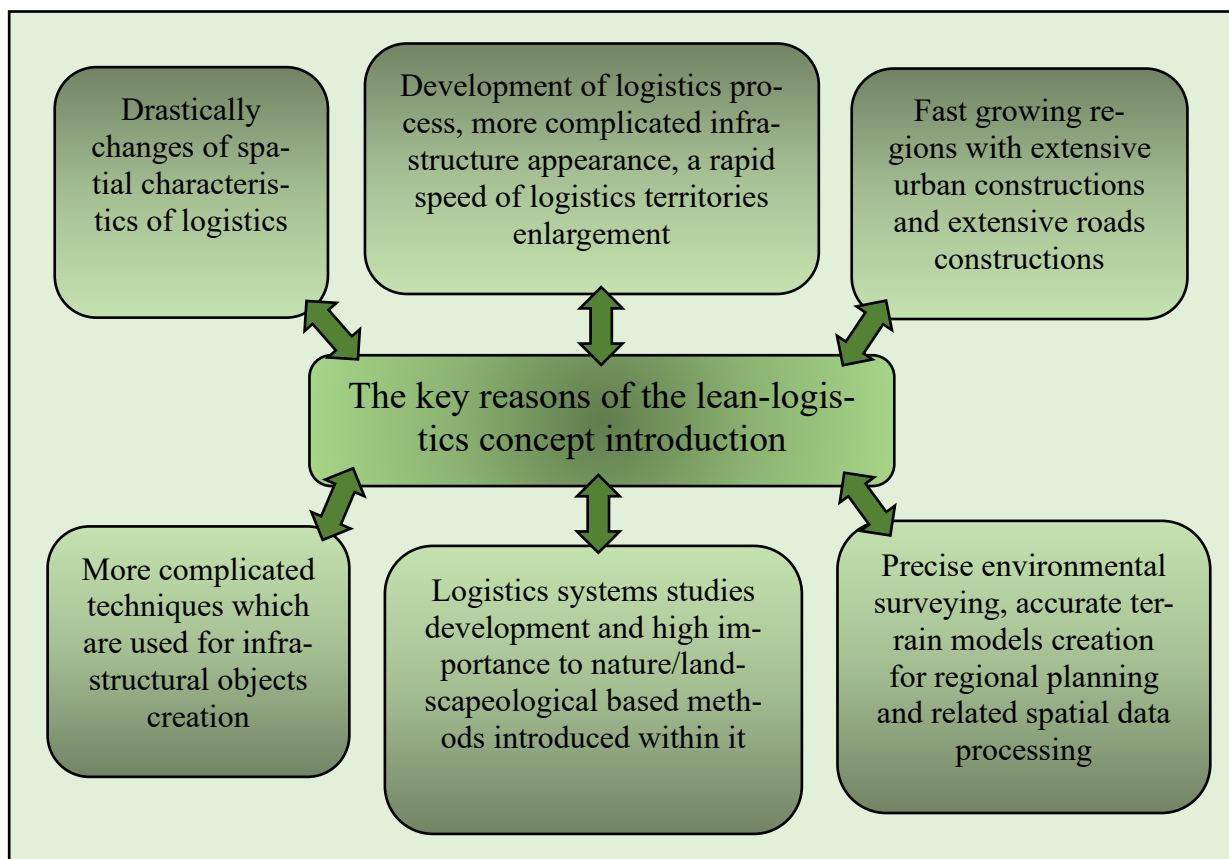 Drastically
changes of spa-
tial characteris-
tics of logistics
Development of logistics pro-
cess, more complicated infra-
structure appearance, a rapid
speed of logistics territories
enlargement
Fast growing re-
gions with extensive
urban constructions
and extensive roads
constructions
The key reasons of the lean-logis-
tics concept introduction
More complicated
techniques which
are used for infra-
structural objects
creation
Logistics systems studies
development and high im-
portance to nature/land-
scapeological based meth-
ods introduced within it
Precise environmental
surveying, accurate ter-
rain models creation
for regional planning
and related spatial data
processing